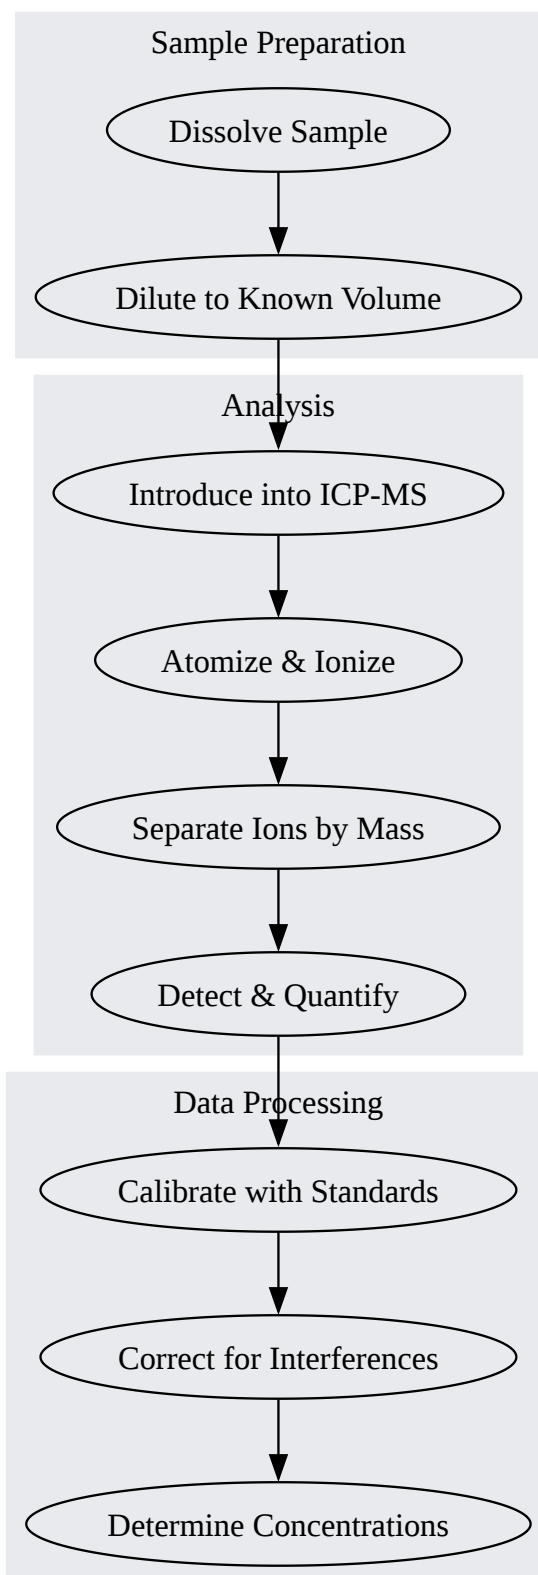 Sample Preparation
Dissolve Sample
Dilute to Known Volume
Analysis
Introduce into ICP-MS
Atomize & Ionize
Separate Ions by Mass
Detect & Quantify
Data Processing
Calibrate with Standards
Correct for Interferences
Determine Concentrations